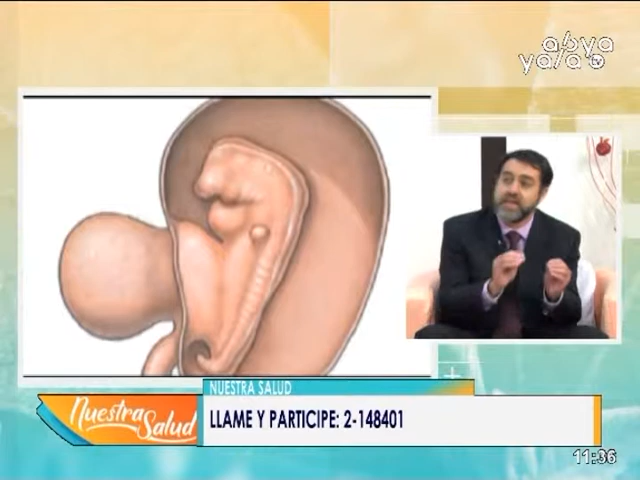 abya
yala tv
Nuestra
Salud
NUESTRA SALUD
LLAME Y PARTICIPE: 2-148401
11:36